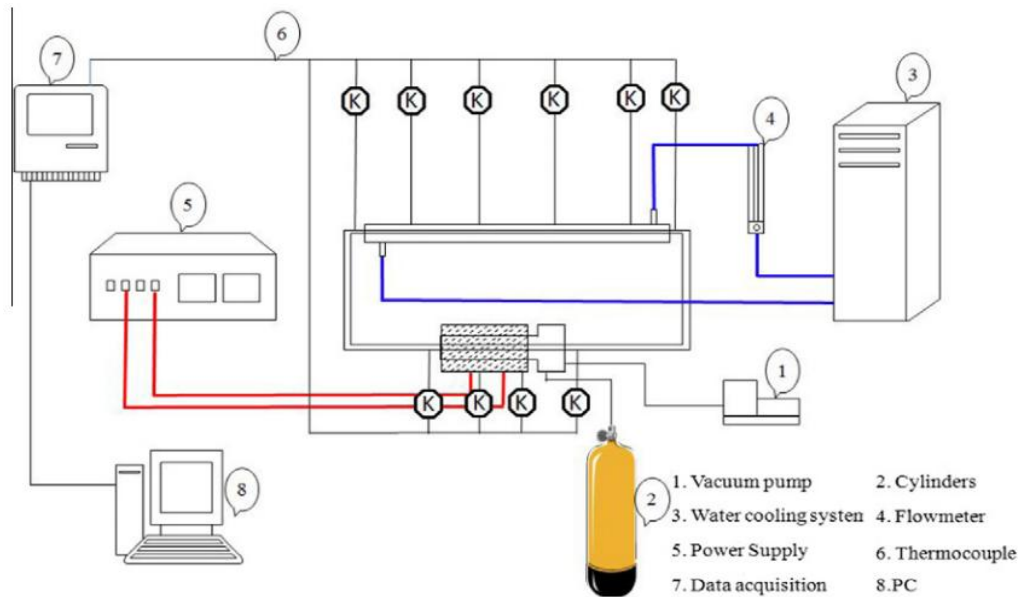 6
7
3
K K K K K K
4
5
K K K K
1
8
2
1. Vacuum pump 2. Cylinders
3. Water cooling systen 4. Flowmeter
5. Power Supply 6. Thermocouple
7. Data acquisition 8.PC